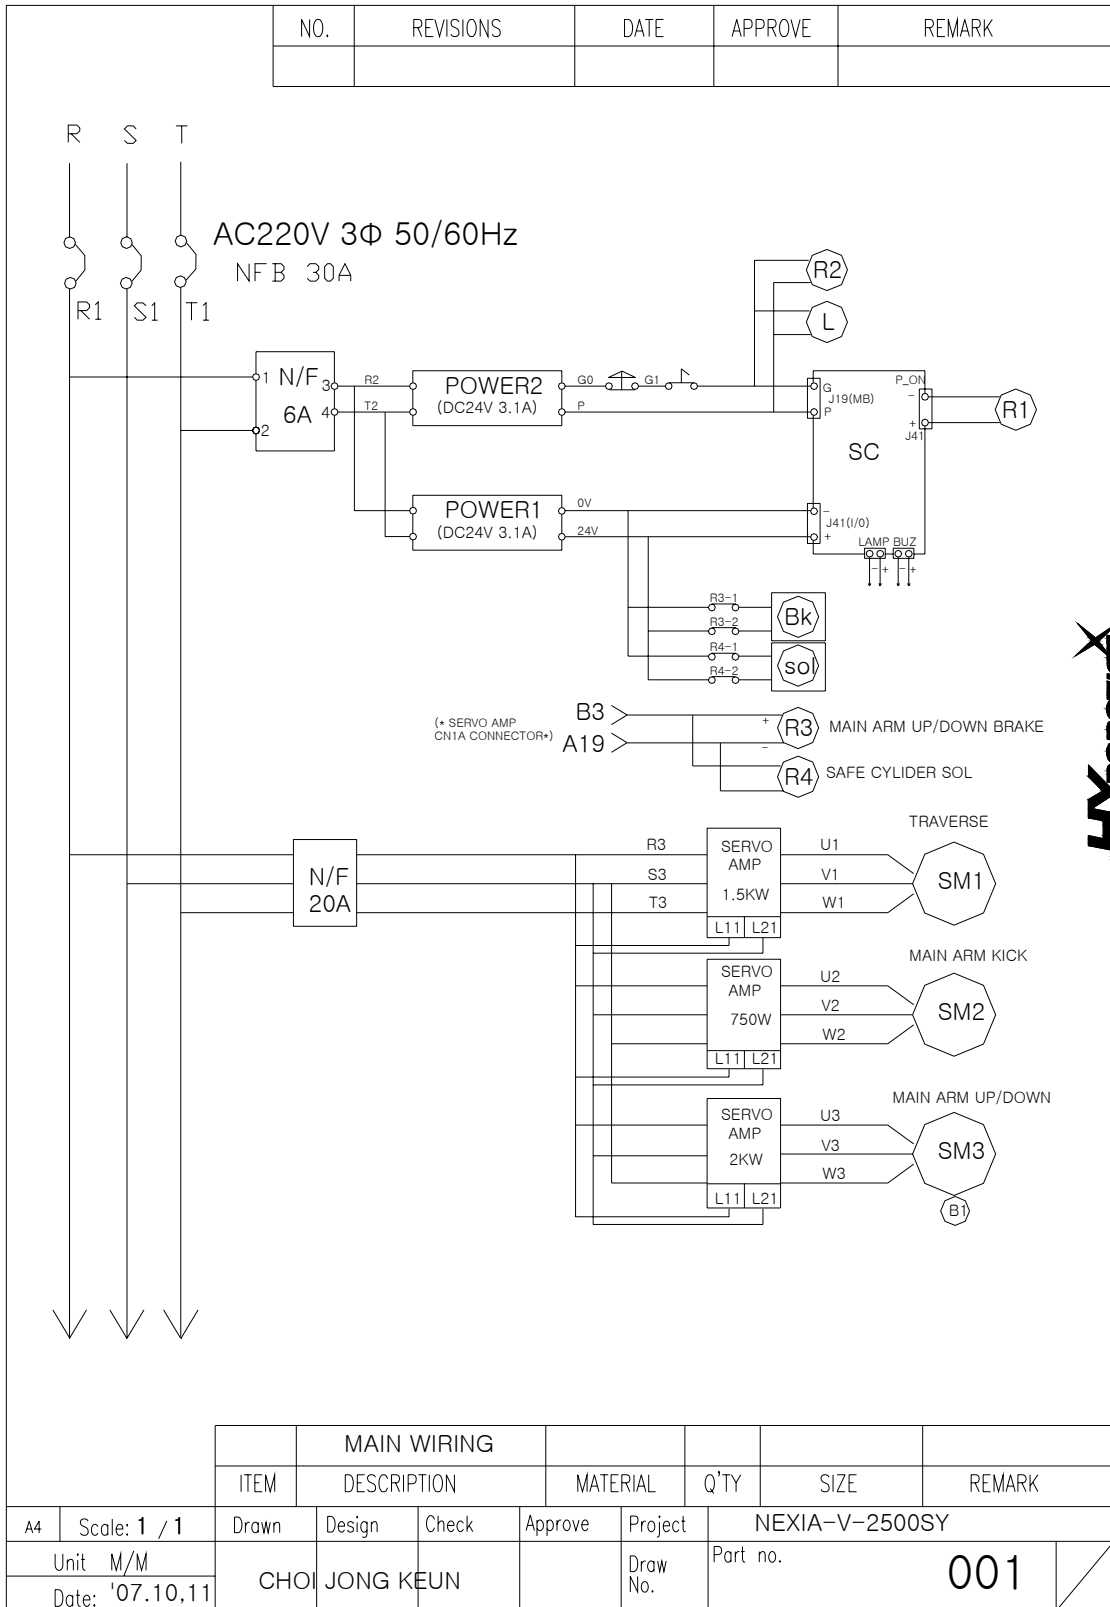 NO. REVISIONS DATE APPROVE REMARK
R S T
AC220V 3Φ 50/60Hz
NFB 30A
R1 S1 T1
R2
L
1 N/F 3
6A 4
2
R2
T2
POWER2
(DC24V 3.1A)
G0 G1
P
G
J19(MB)
P
P_ON
-
+
J41
R1
SC
POWER1
(DC24V 3.1A)
0V
24V
-
J41(I/0)
+
LAMP BUZ
- + - +
R3-1
R3-2
Bk
R4-1
R4-2
sol
(* SERVO AMP
CN1A CONNECTOR*)
B3
A19
+
-
R3 MAIN ARM UP/DOWN BRAKE
R4 SAFE CYLIDER SOL
HY
TRAVERSE
N/F
20A
R3
S3
T3
SERVO
AMP
1.5KW
L11 L21
U1
V1
W1
SM1
MAIN ARM KICK
SERVO
AMP
750W
L11 L21
U2
V2
W2
SM2
MAIN ARM UP/DOWN
SERVO
AMP
2KW
L11 L21
U3
V3
W3
SM3
B1
MAIN WIRING
ITEM DESCRIPTION MATERIAL Q'TY SIZE REMARK
A4 Scale: 1 / 1 Drawn Design Check Approve Project NEXIA-V-2500SY
Unit M/M
Date: '07.10,11
CHOI JONG KEUN
Draw
No.
Part no.
001